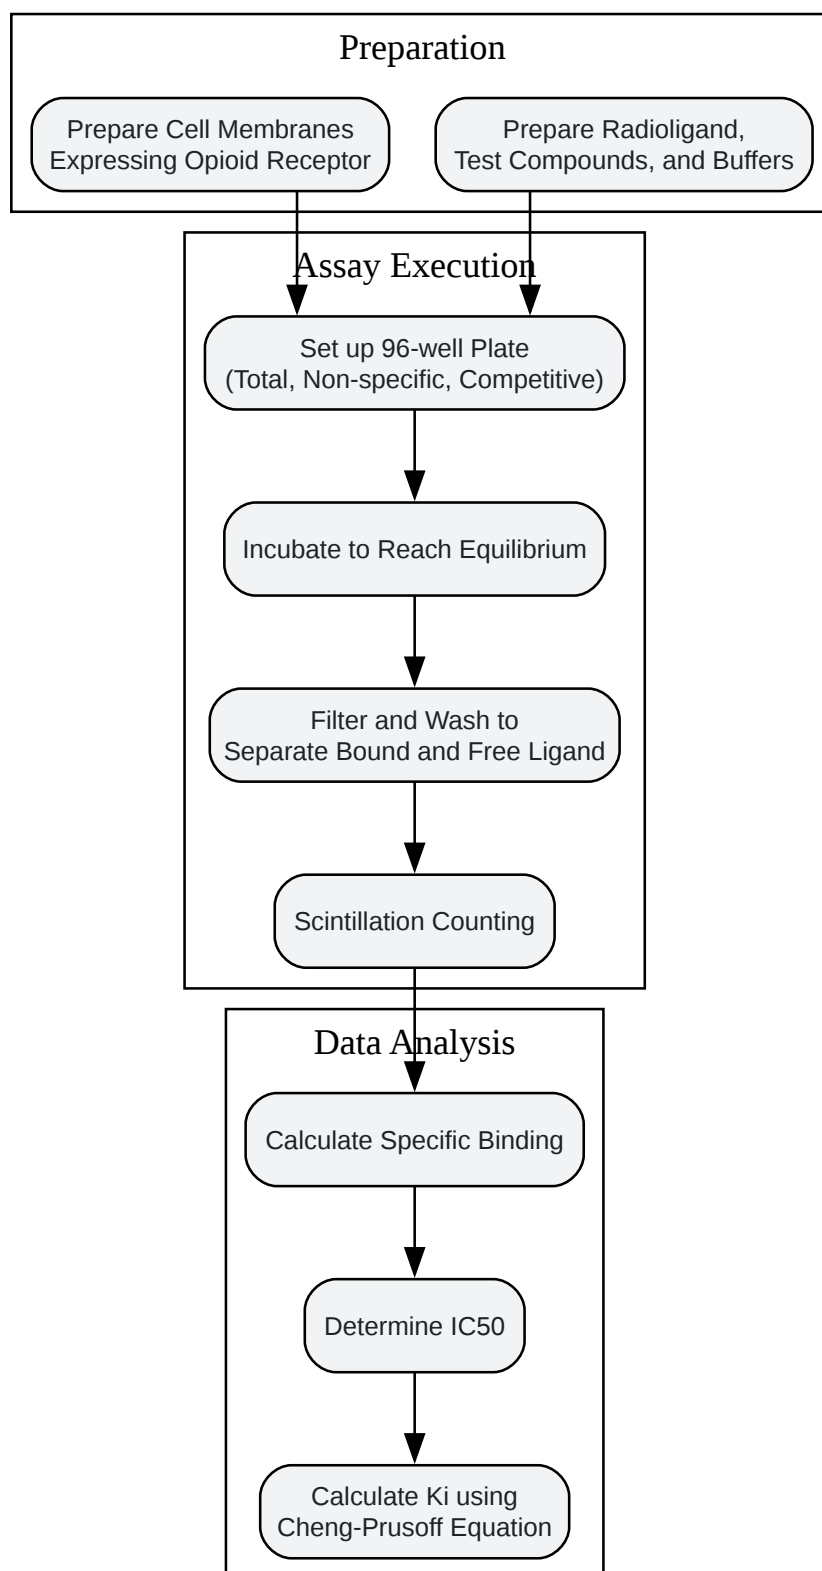 Preparation
Prepare Cell Membranes
Expressing Opioid Receptor
Prepare Radioligand,
Test Compounds, and Buffers
Assay Execution
Set up 96-well Plate
(Total, Non-specific, Competitive)
Incubate to Reach Equilibrium
Filter and Wash to
Separate Bound and Free Ligand
Scintillation Counting
Data Analysis
Calculate Specific Binding
Determine IC50
Calculate Ki using
Cheng-Prusoff Equation